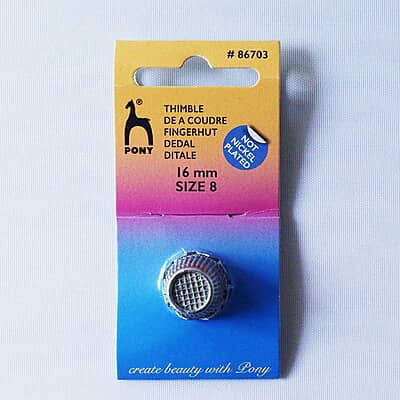 # 86703
®
PONY
THIMBLE
DE A COUDRE
FINGERHUT
DEDAL
DITALE
NOT
NICKEL
PLATED
16 mm
SIZE 8
create beauty with Pony